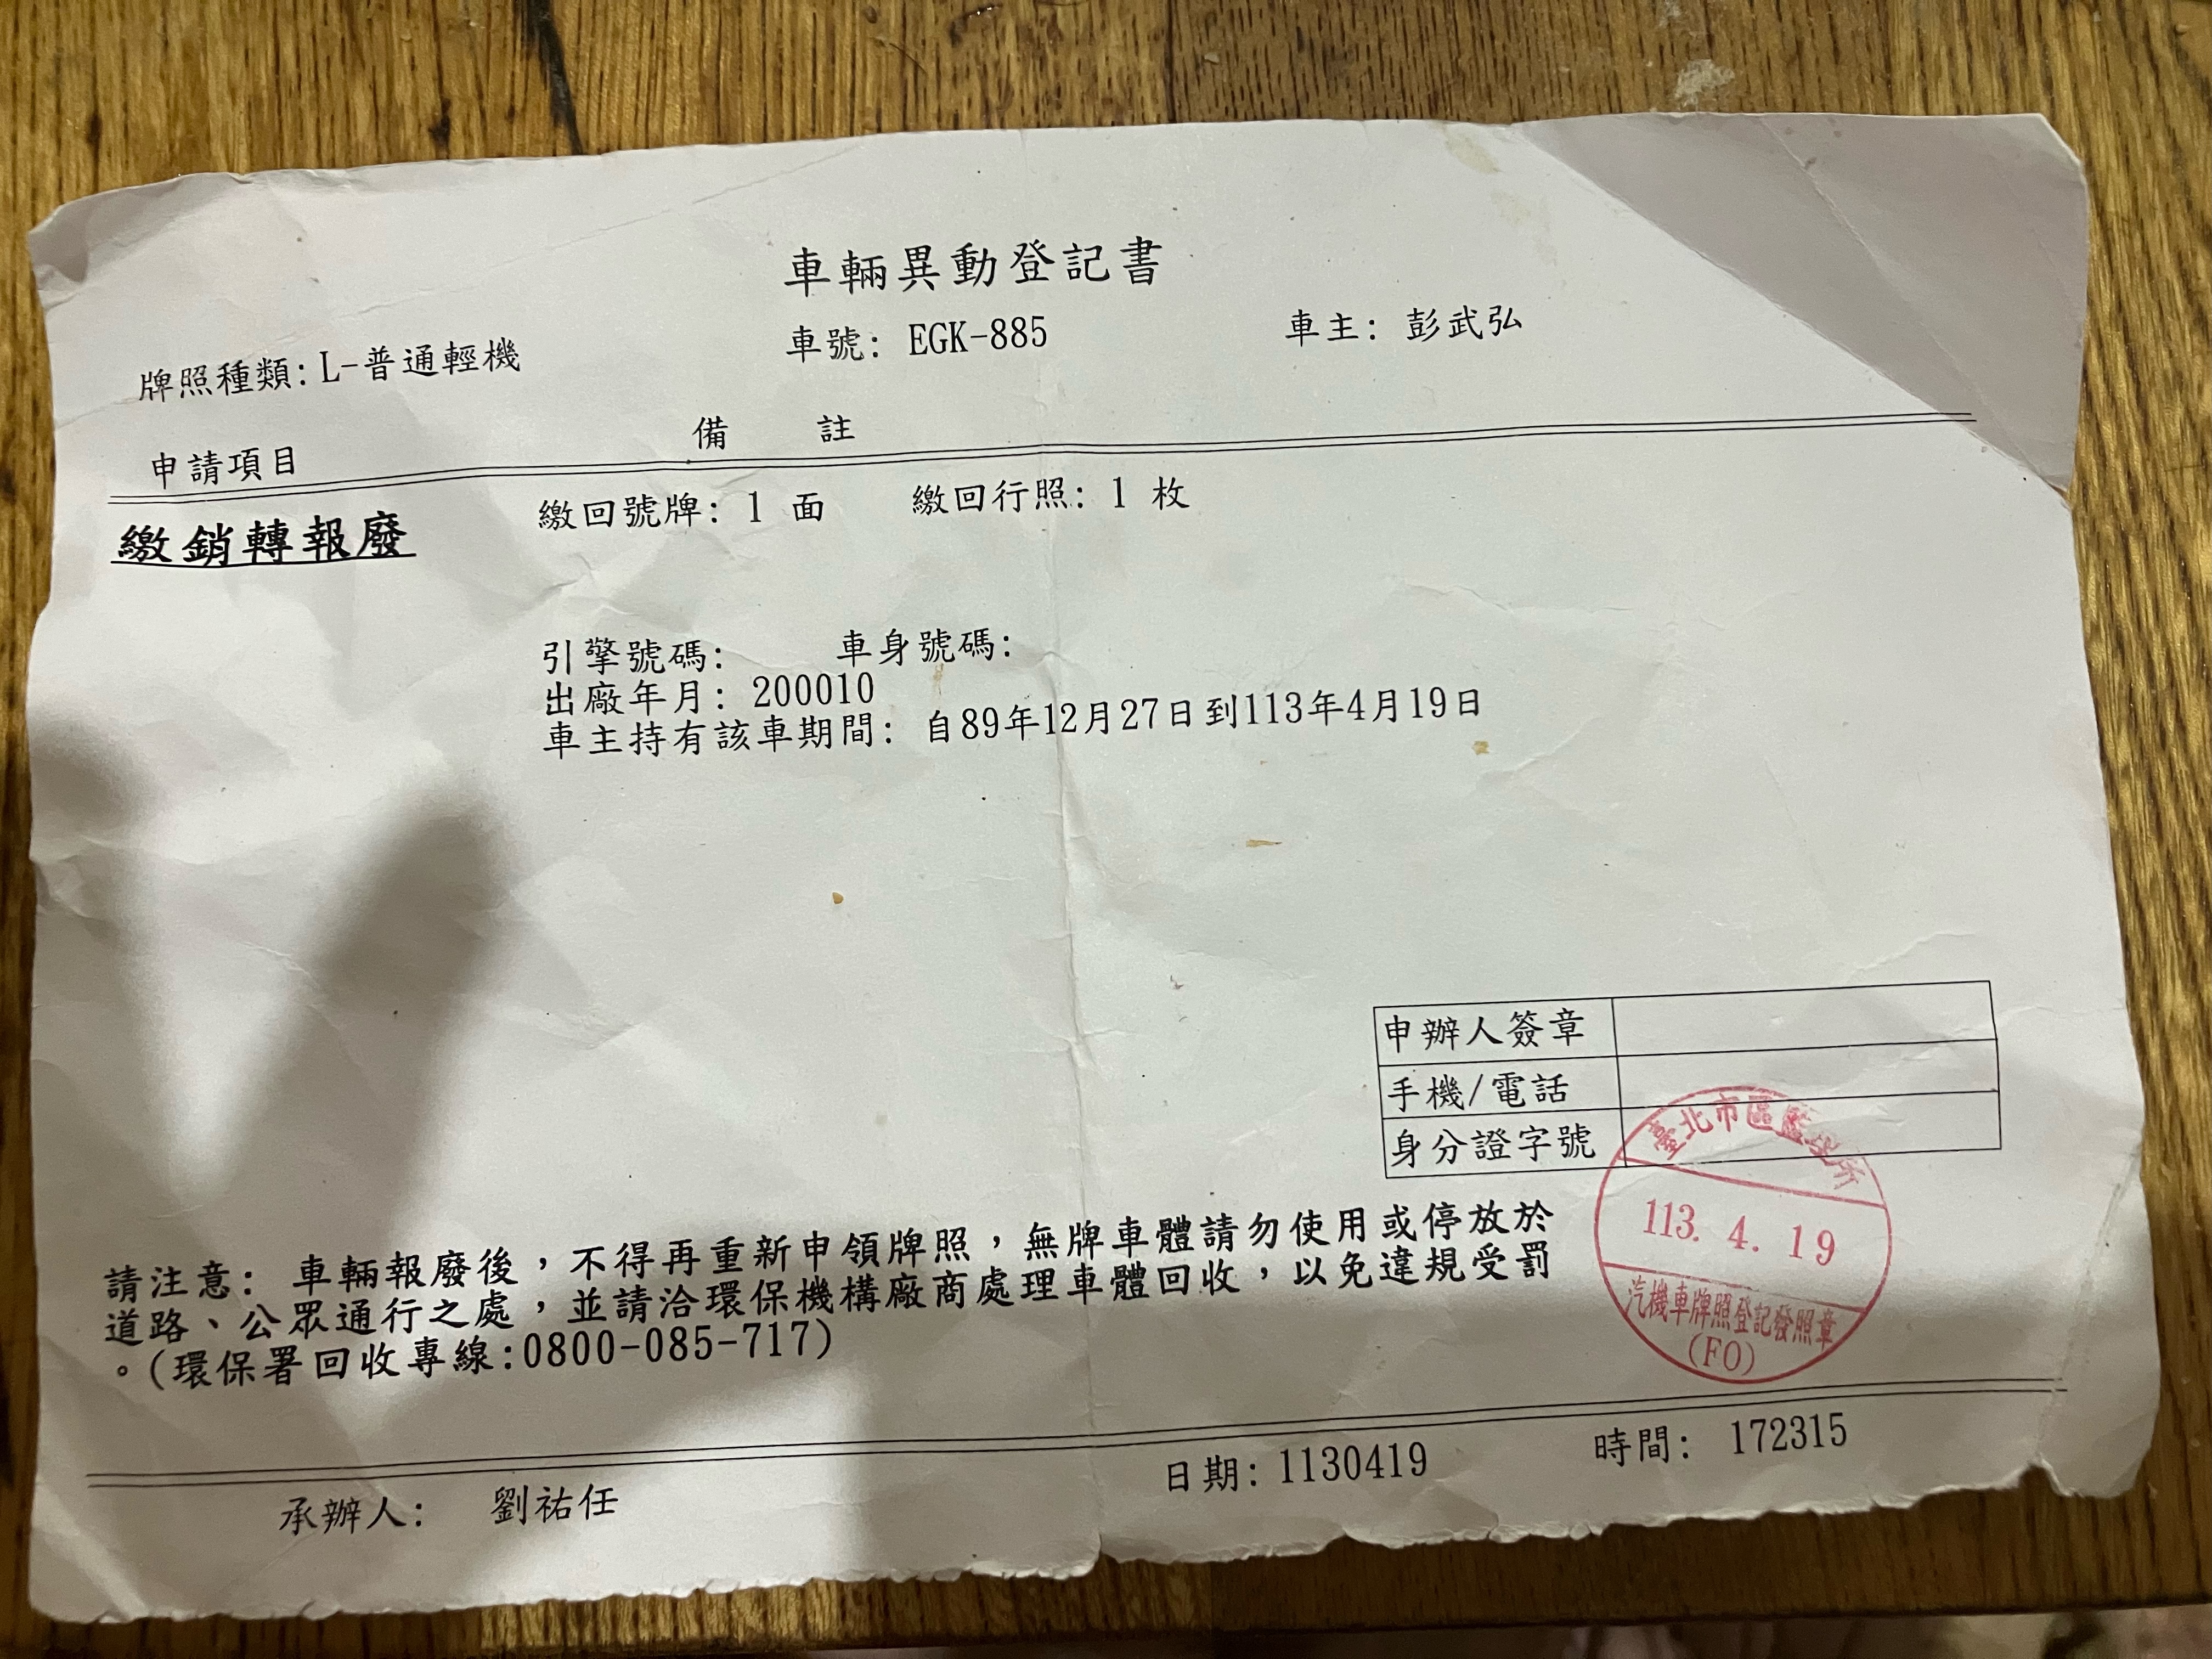 車輛異動登記書
牌照種類：L-普通輕機 車號： EGK-885 車主： 彭武弘
申請項目 備 註
繳銷轉報廢 繳回號牌： 1 面 繳回行照： 1 枚
引擎號碼： 車身號碼：
出廠年月： 200010
車主持有該車期間： 自89年12月27日到113年4月19日
申辦人簽章
手機/電話
身分證字號
請注意： 車輛報廢後，不得再重新申領牌照，無牌車體請勿使用或停放於
道路、公眾通行之處，並請洽環保機構廠商處理車體回收，以免違規受罰
。(環保署回收專線:0800-085-717)
臺北市區監
113. 4. 19
汽機車牌照登記發照章
(FO)
承辦人： 劉祐任 日期：1130419 時間： 172315